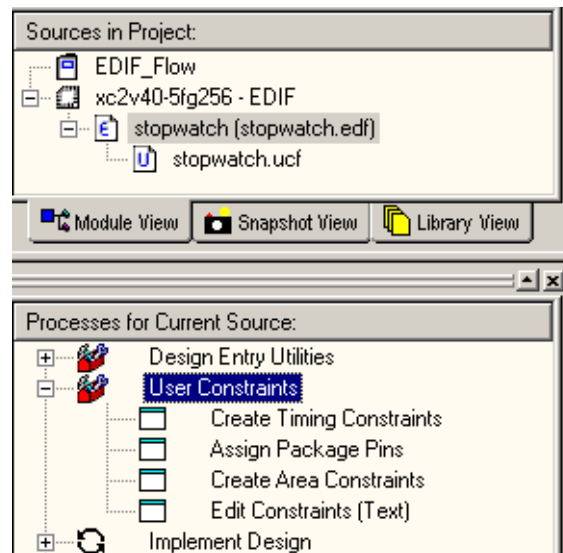 Sources in Project:
EDIF_Flow
xc2v40-5fg256 - EDIF
stopwatch (stopwatch.edf)
stopwatch.ucf
Module View Snapshot View Library View
Processes for Current Source:
Design Entry Utilities
User Constraints
Create Timing Constraints
Assign Package Pins
Create Area Constraints
Edit Constraints (Text)
Implement Design